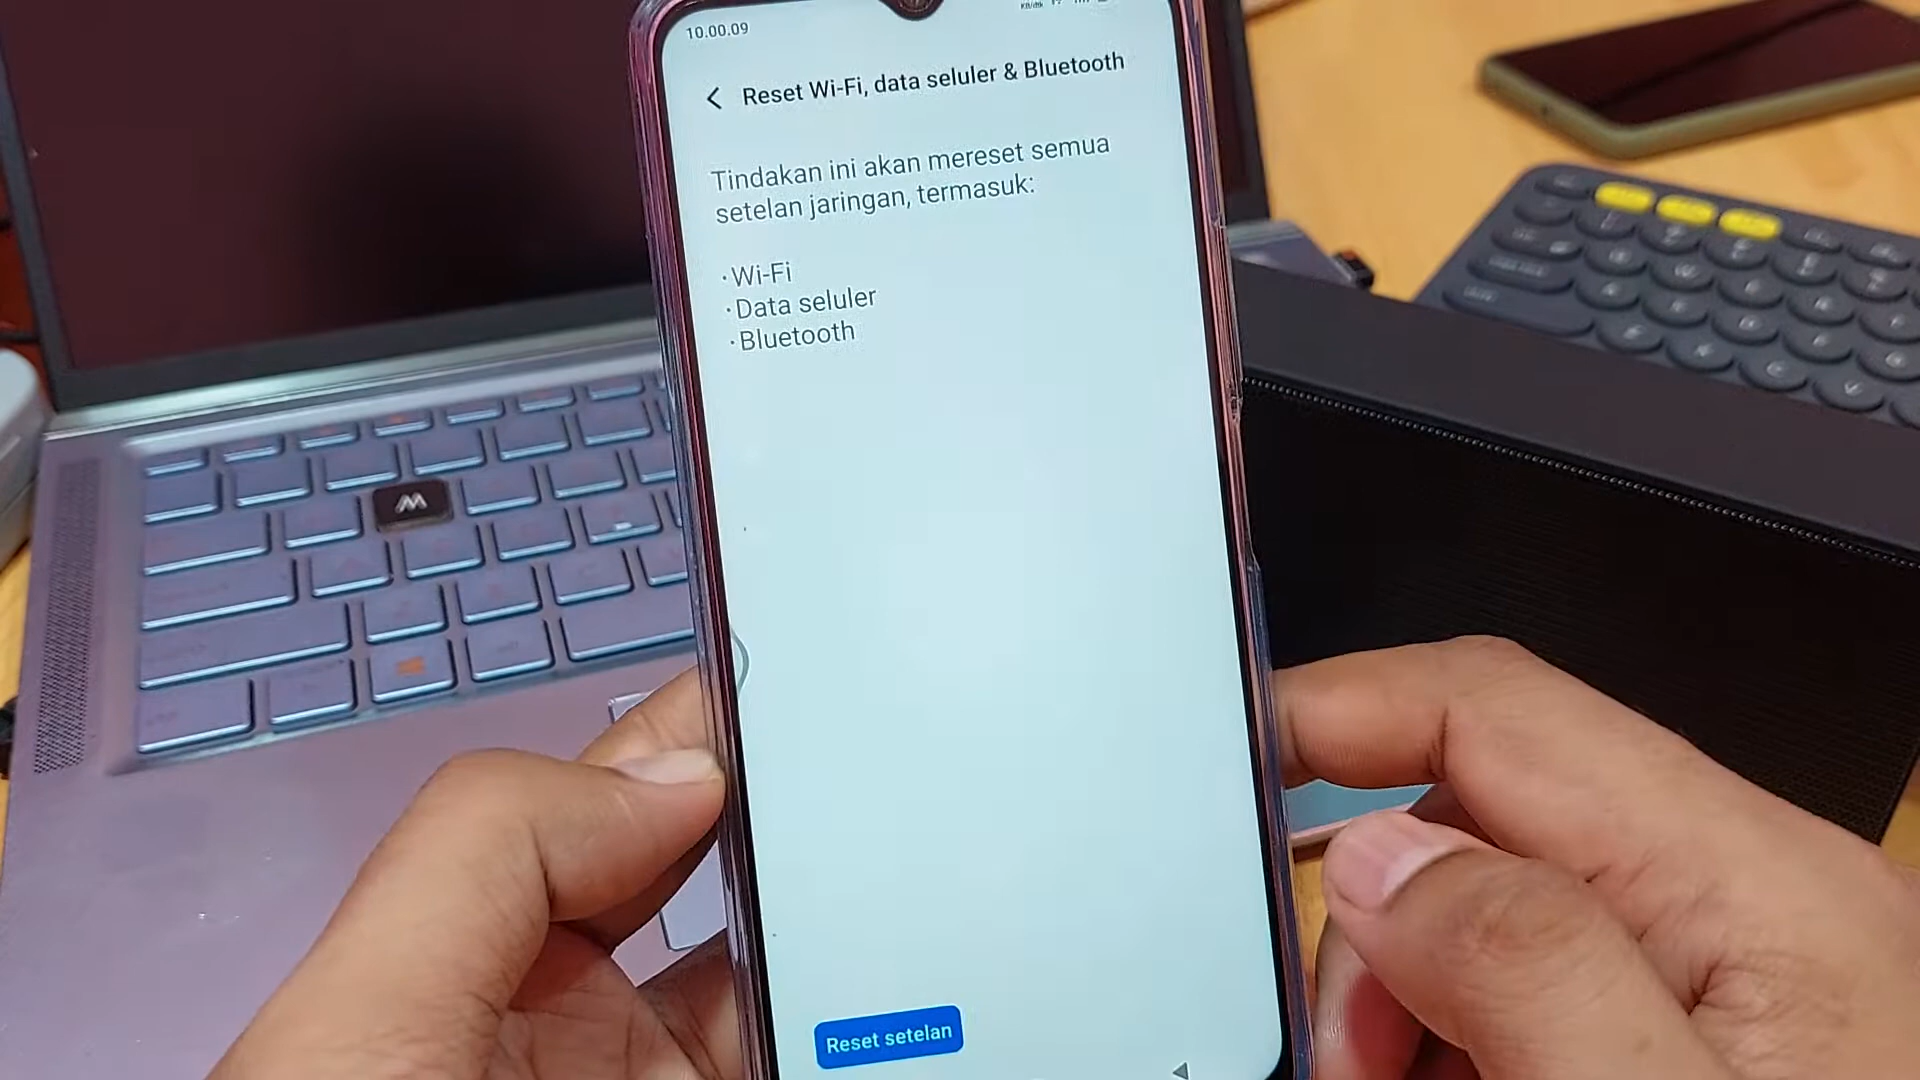 10.00.09
Reset Wi-Fi, data seluler & Bluetooth
Tindakan ini akan mereset semua
setelan jaringan, termasuk:
· Wi-Fi
· Data seluler
· Bluetooth
Reset setelan